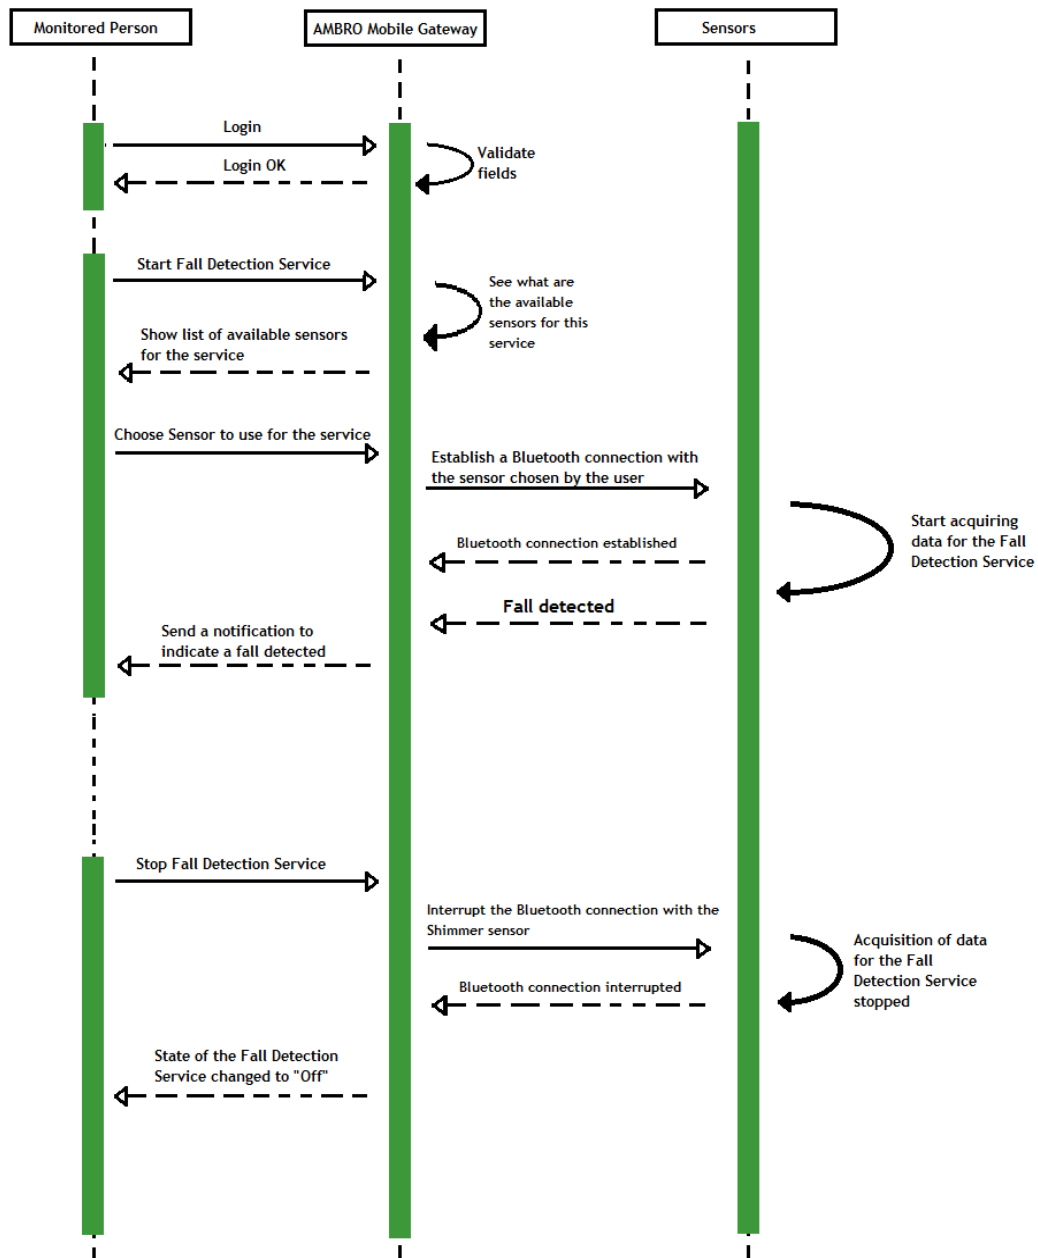 Monitored Person
AMBRO Mobile Gateway
Sensors
Login
Validate
fields
Login OK
Start Fall Detection Service
See what are
the available
sensors for this
service
Show list of available sensors
for the service
Choose Sensor to use for the service
Establish a Bluetooth connection with
the sensor chosen by the user
Start acquiring
data for the Fall
Detection Service
Bluetooth connection established
Fall detected
Send a notification to
indicate a fall detected
Stop Fall Detection Service
Interrupt the Bluetooth connection with the
Shimmer sensor
Acquisition of data
for the Fall
Detection Service
stopped
Bluetooth connection interrupted
State of the Fall Detection
Service changed to "Off"